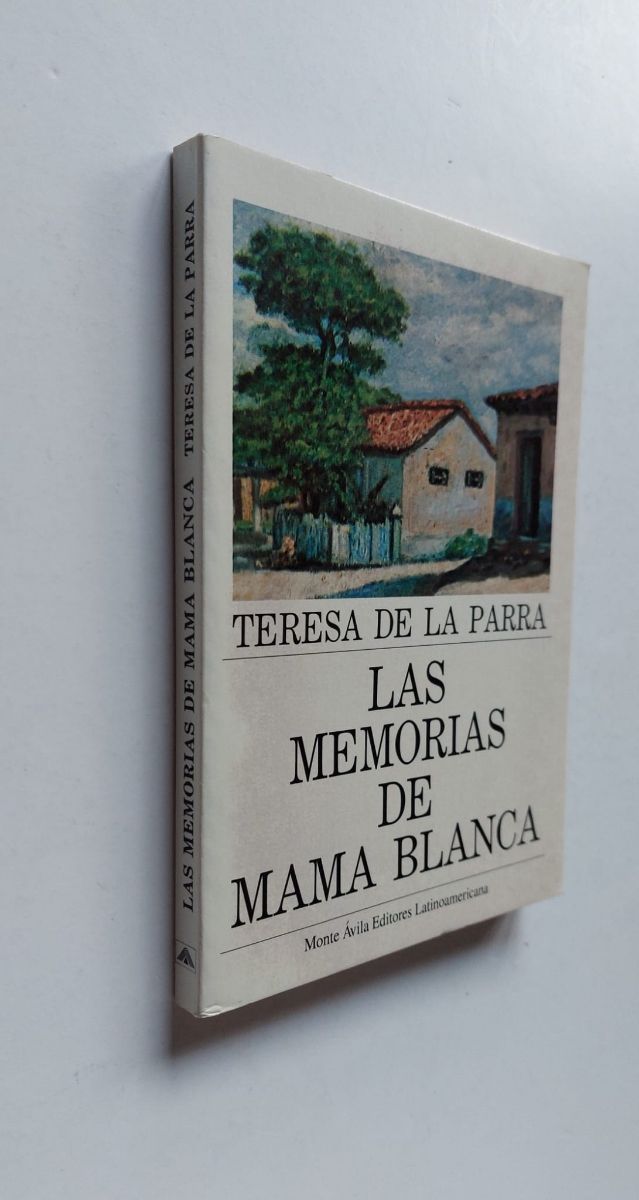 LAS MEMORIAS DE MAMA BLANCA TERESA DE LA PARRA
TERESA DE LA PARRA
LAS
MEMORIAS
DE
MAMA BLANCA
Monte Ávila Editores Latinoamericana